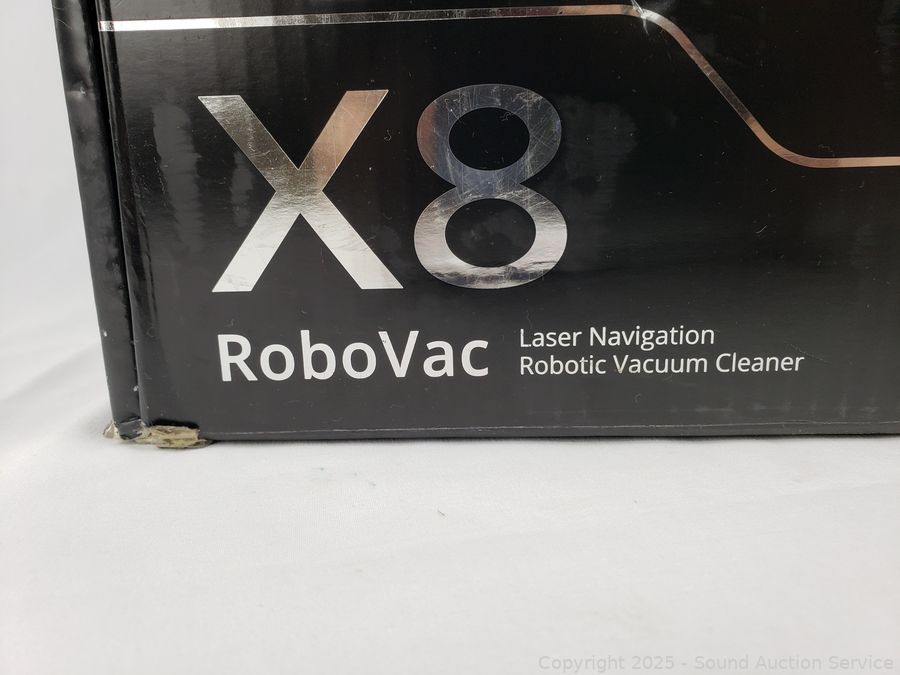 X8
RoboVac
Laser Navigation
Robotic Vacuum Cleaner
Copyright 2025 - Sound Auction Service